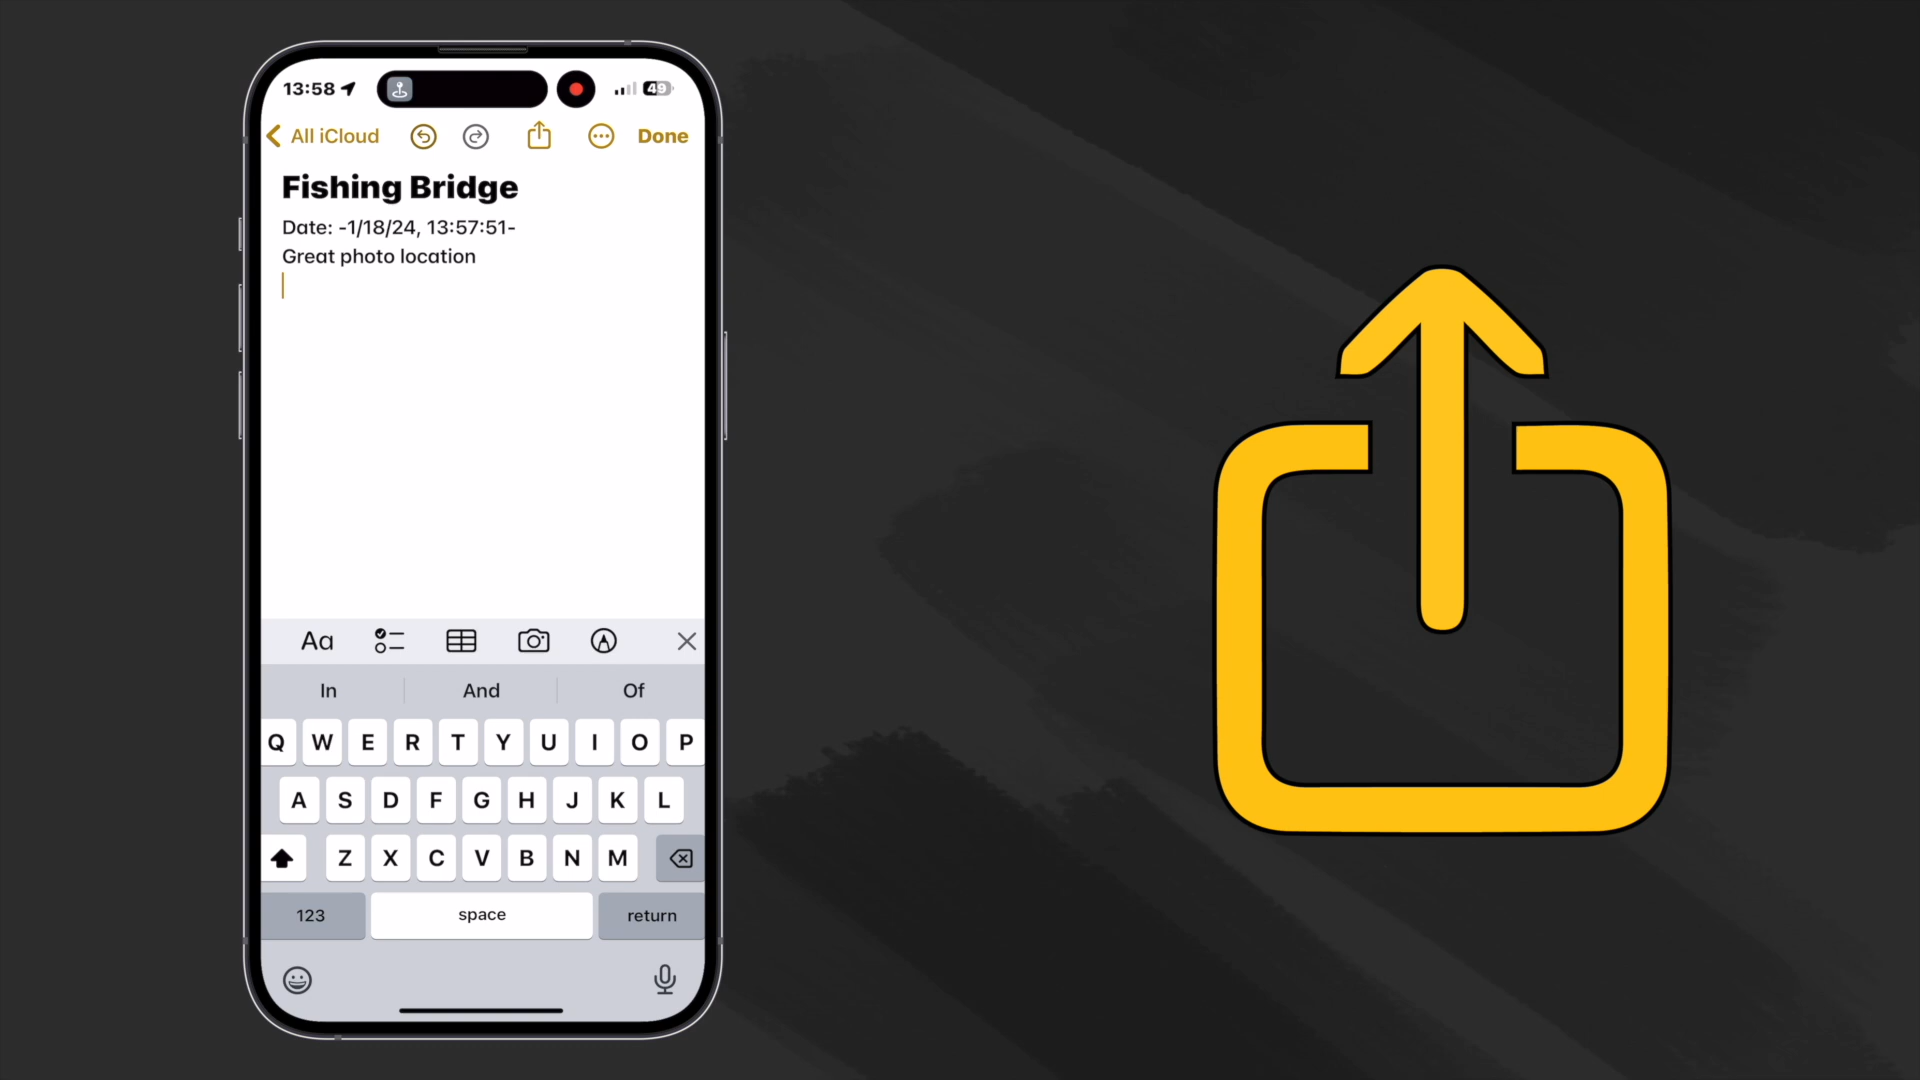 13:58 49
All iCloud Done
Fishing Bridge
Date: -1/18/24, 13:57:51-
Great photo location
Aa
In And Of
Q W E R T Y U I O P
A S D F G H J K L
Z X C V B N M
123 space return